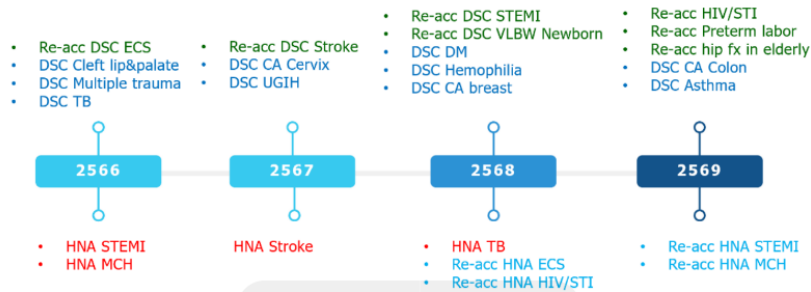 • Re-acc DSC ECS
• DSC Cleft lip&palate
• DSC Multiple trauma
• DSC TB
• Re-acc DSC Stroke
• DSC CA Cervix
• DSC UGIH
• Re-acc DSC STEMI
• Re-acc DSC VLBW Newborn
• DSC DM
• DSC Hemophilia
• DSC CA breast
• Re-acc HIV/STI
• Re-acc Preterm labor
• Re-acc hip fx in elderly
• DSC CA Colon
• DSC Asthma
2566
2567
2568
2569
• HNA STEMI
• HNA MCH
HNA Stroke
• HNA TB
• Re-acc HNA ECS
• Re-acc HNA HIV/STI
• Re-acc HNA STEMI
• Re-acc HNA MCH